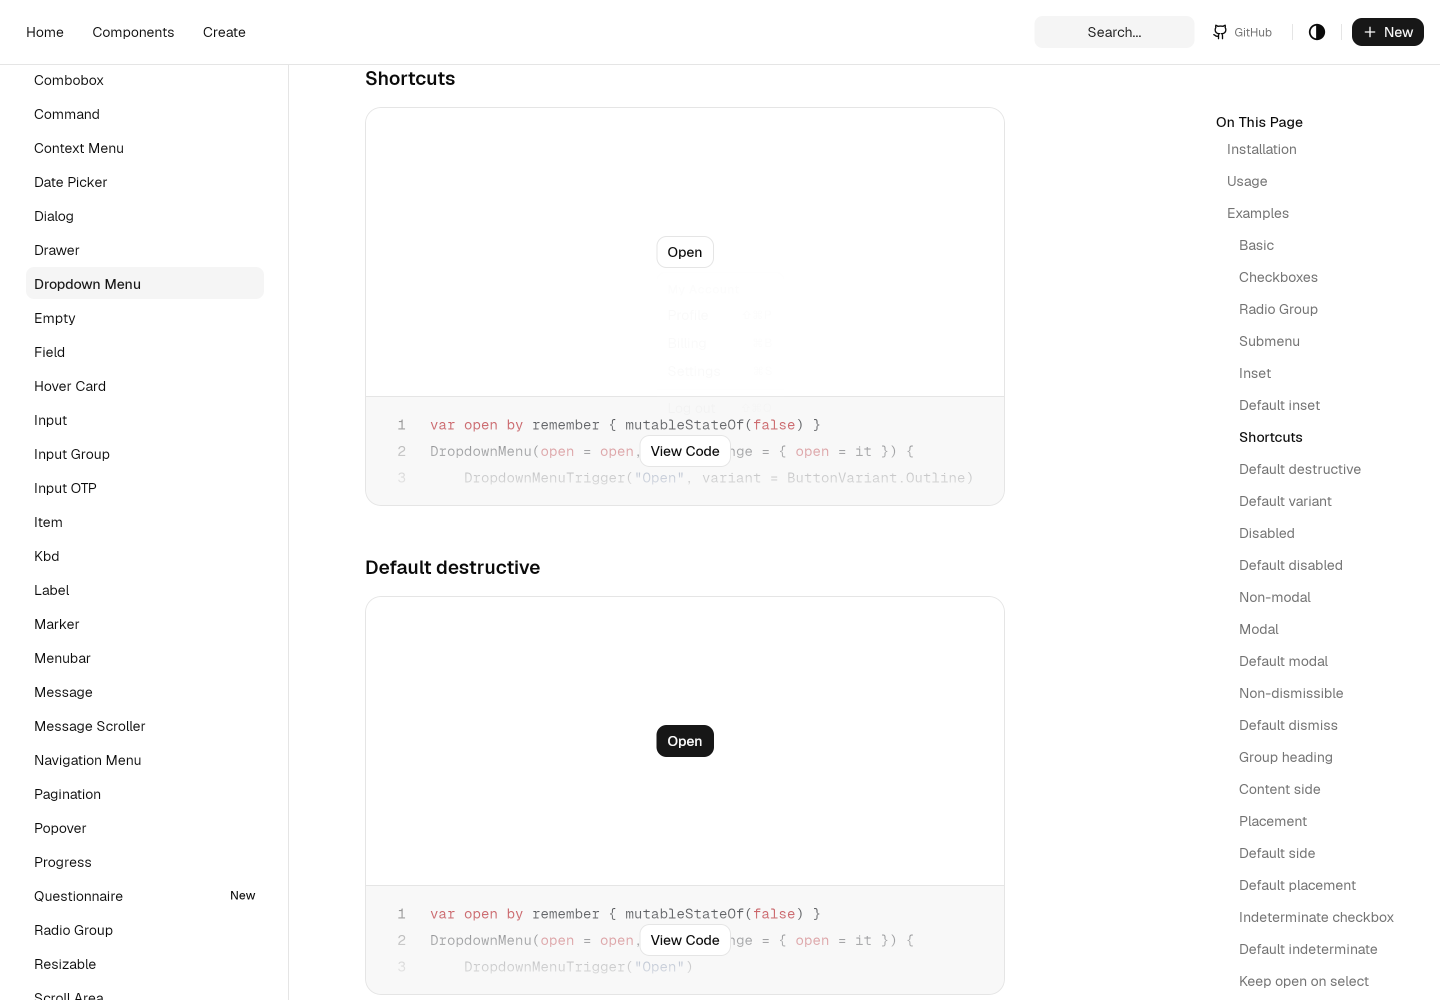 Home
Components
Create
Search...
GitHub
New
Combobox
Command
Context Menu
Date Picker
Dialog
Drawer
Dropdown Menu
Empty
Field
Hover Card
Input
Input Group
Input OTP
Item
Kbd
Label
Marker
Menubar
Message
Message Scroller
Navigation Menu
Pagination
Popover
Progress
Questionnaire New
Radio Group
Resizable
Scroll Area
Shortcuts
Open
Profile
Billing
Settings
Log out
1 var open by remember { mutableStateOf(false) }
2 DropdownMenu(open = open, nge = { open = it }) {
View Code
3 DropdownMenuTrigger("Open", variant = ButtonVariant.Outline)
Default destructive
Open
1 var open by remember { mutableStateOf(false) }
2 DropdownMenu(open = open, nge = { open = it }) {
View Code
3 DropdownMenuTrigger("Open")
On This Page
Installation
Usage
Examples
Basic
Checkboxes
Radio Group
Submenu
Inset
Default inset
Shortcuts
Default destructive
Default variant
Disabled
Default disabled
Non-modal
Modal
Default modal
Non-dismissible
Default dismiss
Group heading
Content side
Placement
Default side
Default placement
Indeterminate checkbox
Default indeterminate
Keep open on select